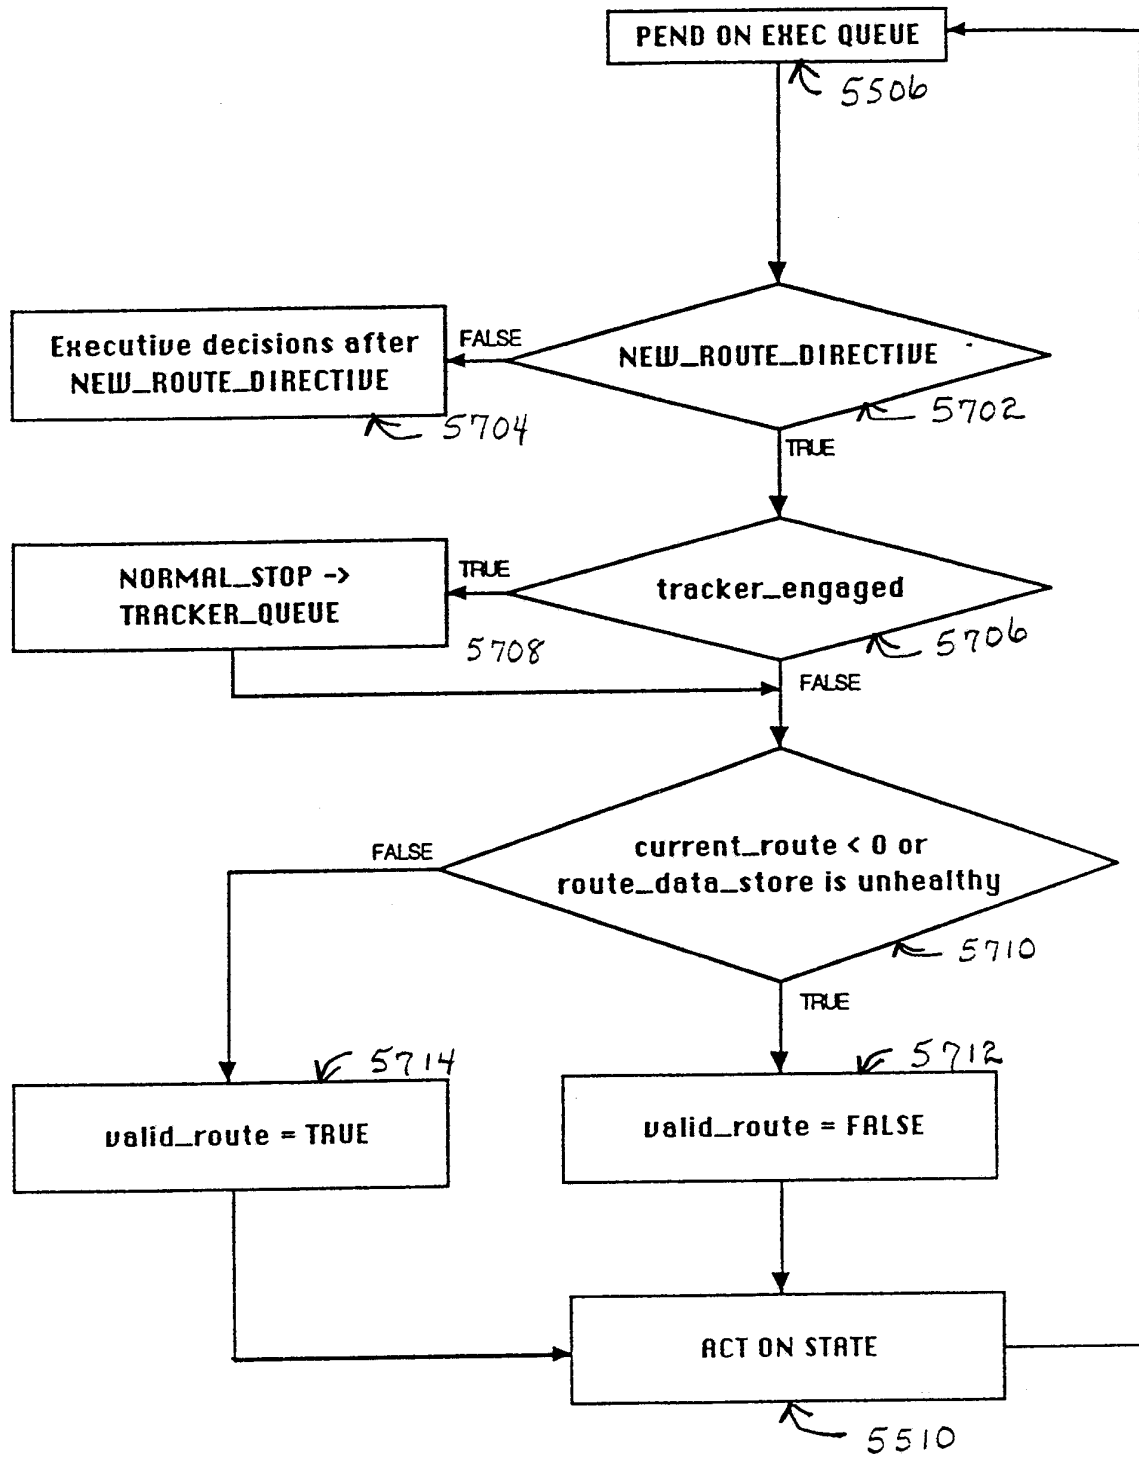 PEND ON EXEC QUEUE
5506
Executive decisions after
NEW_ROUTE_DIRECTIVE
5704
FALSE
NEW_ROUTE_DIRECTIVE
5702
TRUE
NORMAL_STOP ->
TRACKER_QUEUE
5708
TRUE
tracker_engaged
5706
FALSE
current_route < 0 or
route_data_store is unhealthy
5710
FALSE
TRUE
5714
valid_route = TRUE
5712
valid_route = FALSE
ACT ON STATE
5510